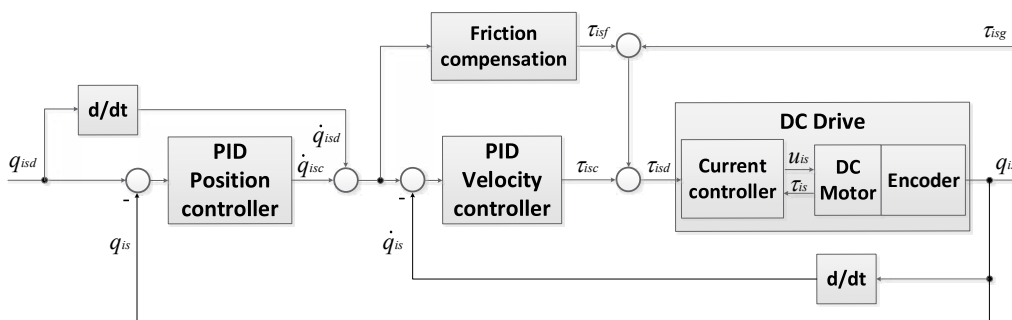 Friction
compensation
τisf
τisg
d/dt
q̇isd
DC Drive
qisd
PID
Position
controller
q̇isc
PID
Velocity
controller
τisc
τisd
Current
controller
uis
τis
DC
Motor
Encoder
-
-
qis
q̇is
d/dt